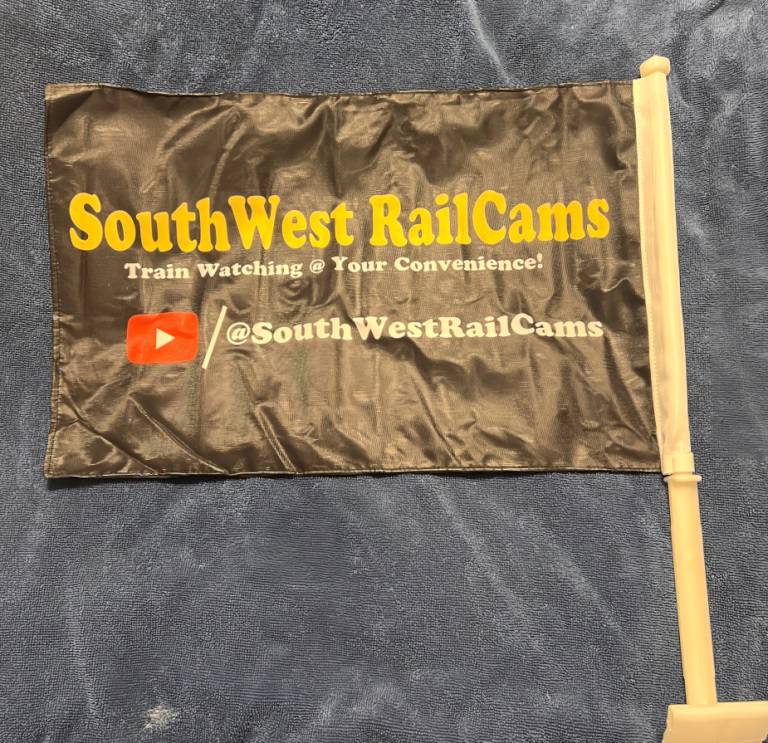 SouthWest RailCams
Train Watching @ Your Convenience!
/@SouthWestRailCams